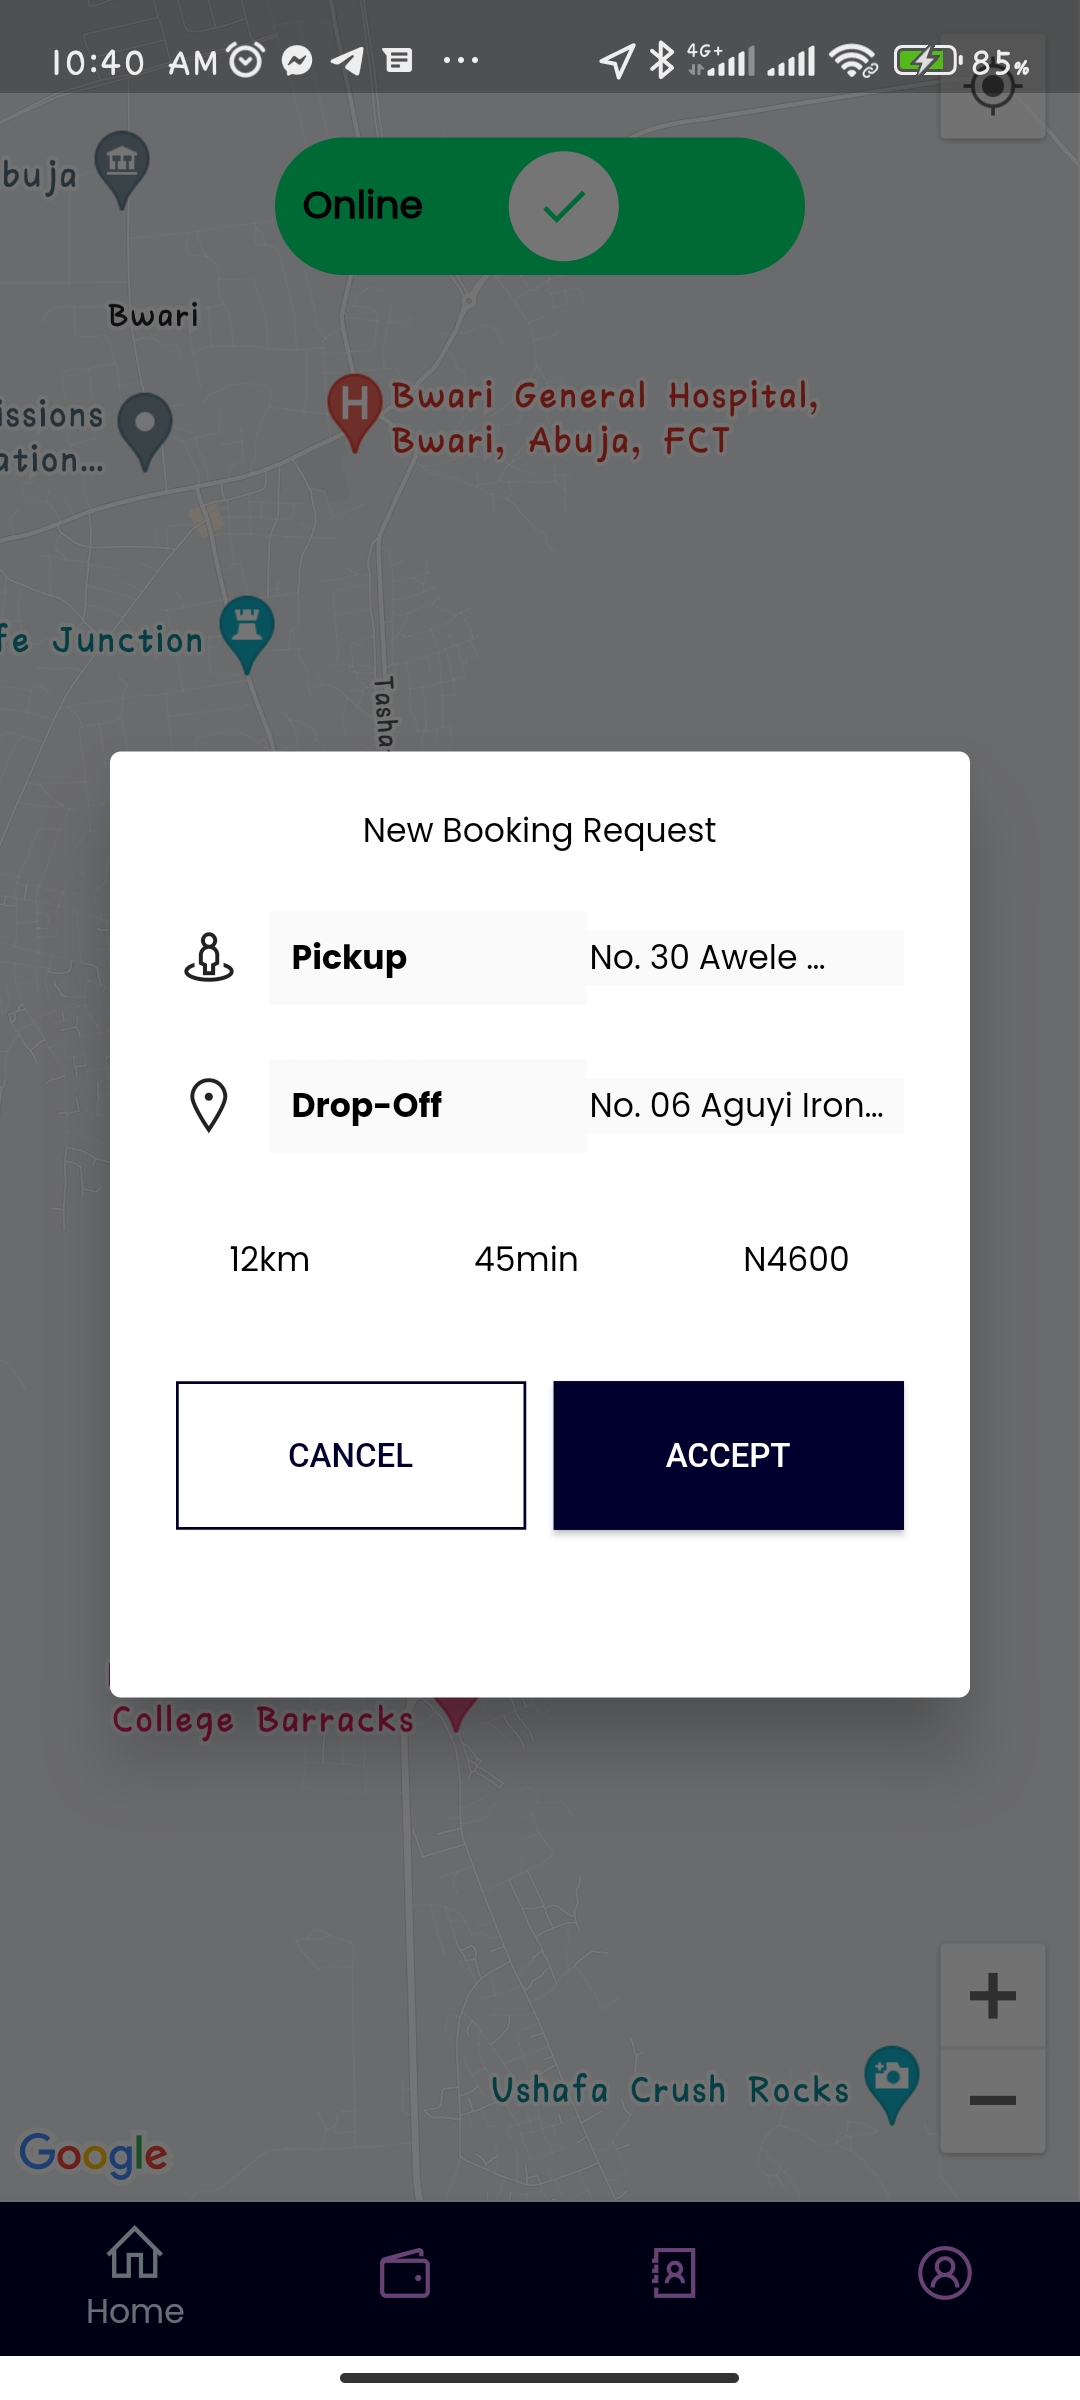 10:40 AM
4G+
85%
buja
Online
Bwari
issions
ation...
Bwari General Hospital,
Bwari, Abuja, FCT
fe Junction
Tasha
New Booking Request
Pickup
No. 30 Awele ...
Drop-Off
No. 06 Aguyi Iron...
12km
45min
N4600
CANCEL
ACCEPT
College Barracks
Ushafa Crush Rocks
Google
Home